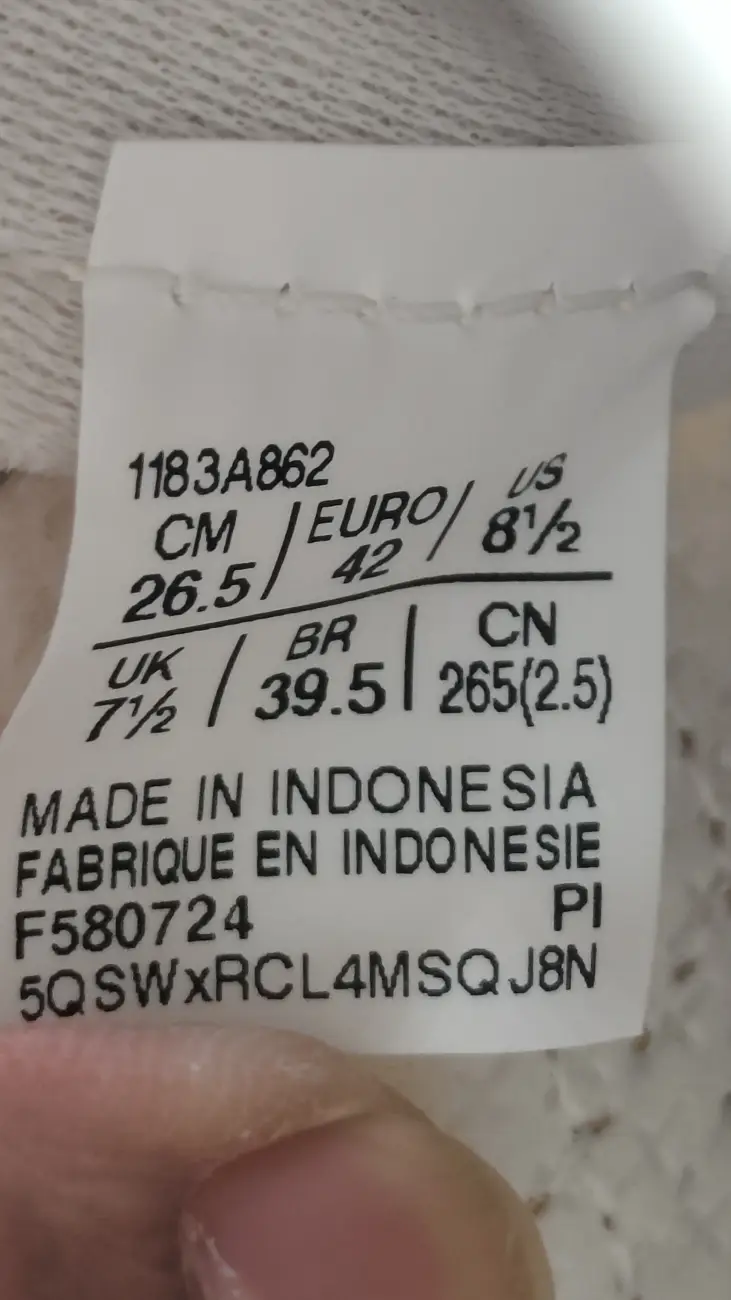 1183A862
CM / EURO / US
26.5 / 42 / 8½
UK / BR | CN
7½ / 39.5 | 265(2.5)
MADE IN INDONESIA
FABRIQUE EN INDONESIE
F580724 PI
5QSWxRCL4MSQJ8N